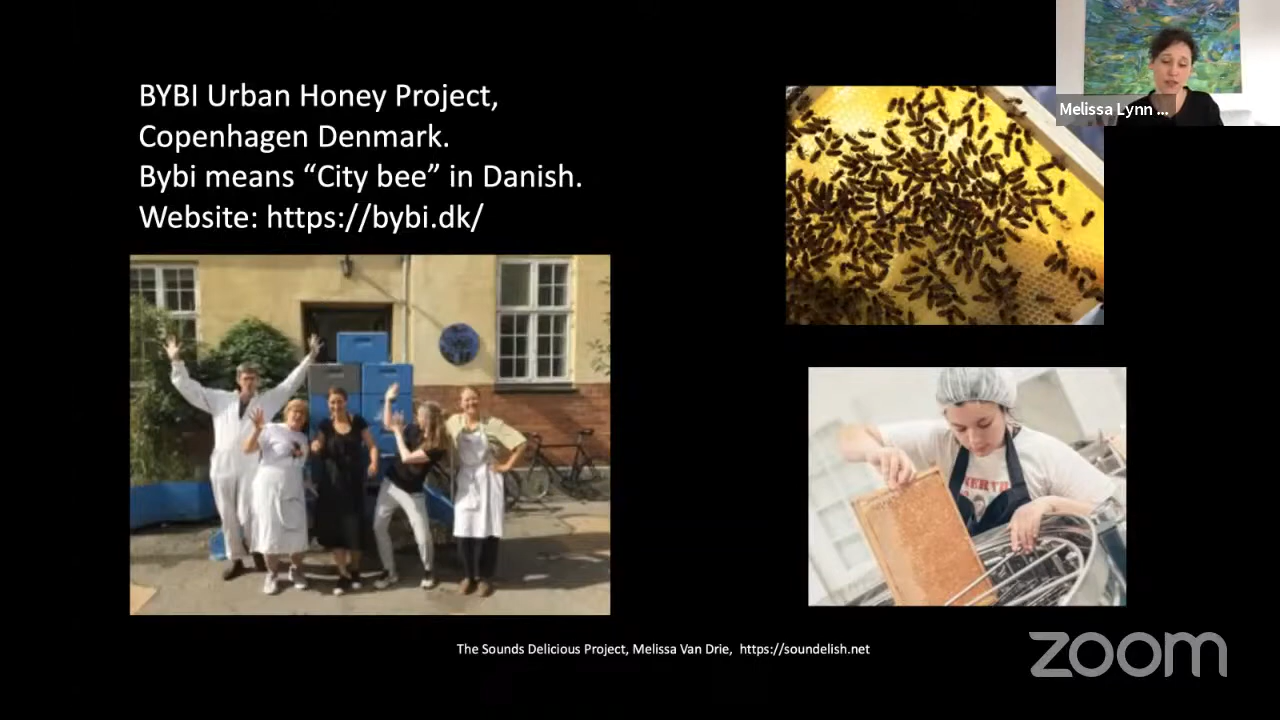 BYBI Urban Honey Project,
Copenhagen Denmark.
Bybi means “City bee” in Danish.
Website: https://bybi.dk/
Melissa Lynn ...
The Sounds Delicious Project, Melissa Van Drie, https://soundelish.net
zoom